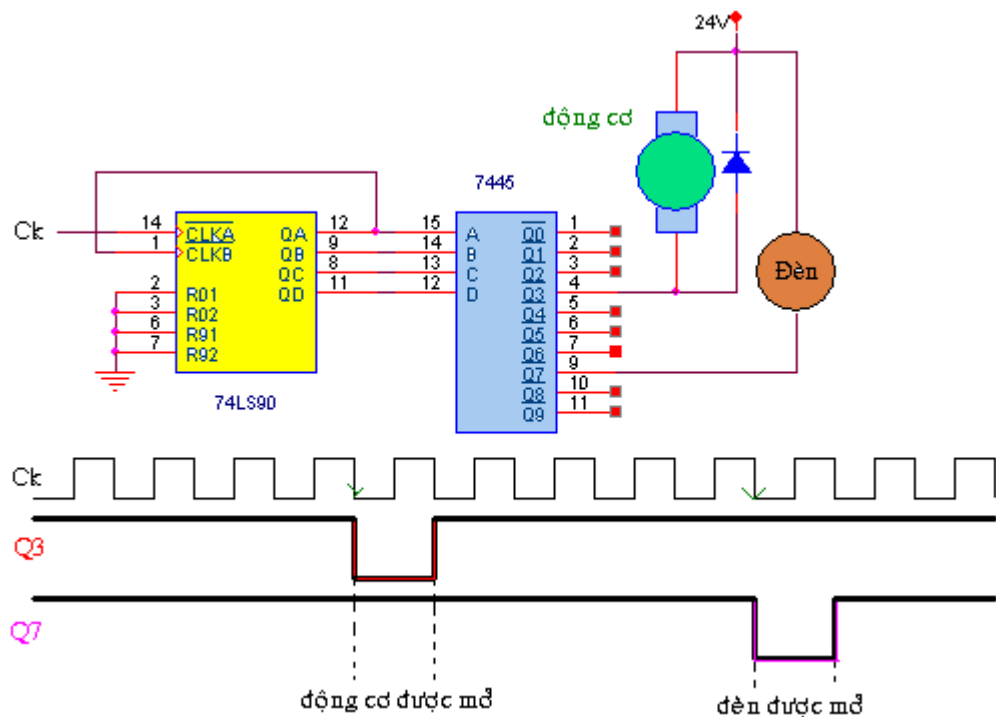 24V
động cơ
7445
Ck
14
1
2
3
6
7
CLKA
CLKB
R01
R02
R91
R92
QA
QB
QC
QD
12
9
8
11
74LS90
15
14
13
12
A
B
C
D
Q0
Q1
Q2
Q3
Q4
Q5
Q6
Q7
Q8
Q9
1
2
3
4
5
6
7
9
10
11
Đèn
Ck
Q3
Q7
động cơ được mở
đèn được mở